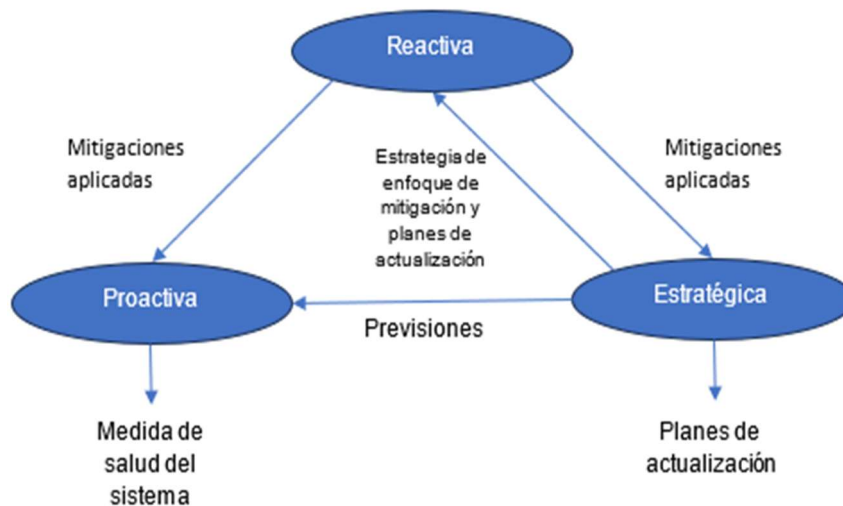 Reactiva
Mitigaciones
aplicadas
Estrategia de
enfoque de
mitigación y
planes de
actualización
Mitigaciones
aplicadas
Proactiva
Previsiones
Estratégica
Medida de
salud del
sistema
Planes de
actualización